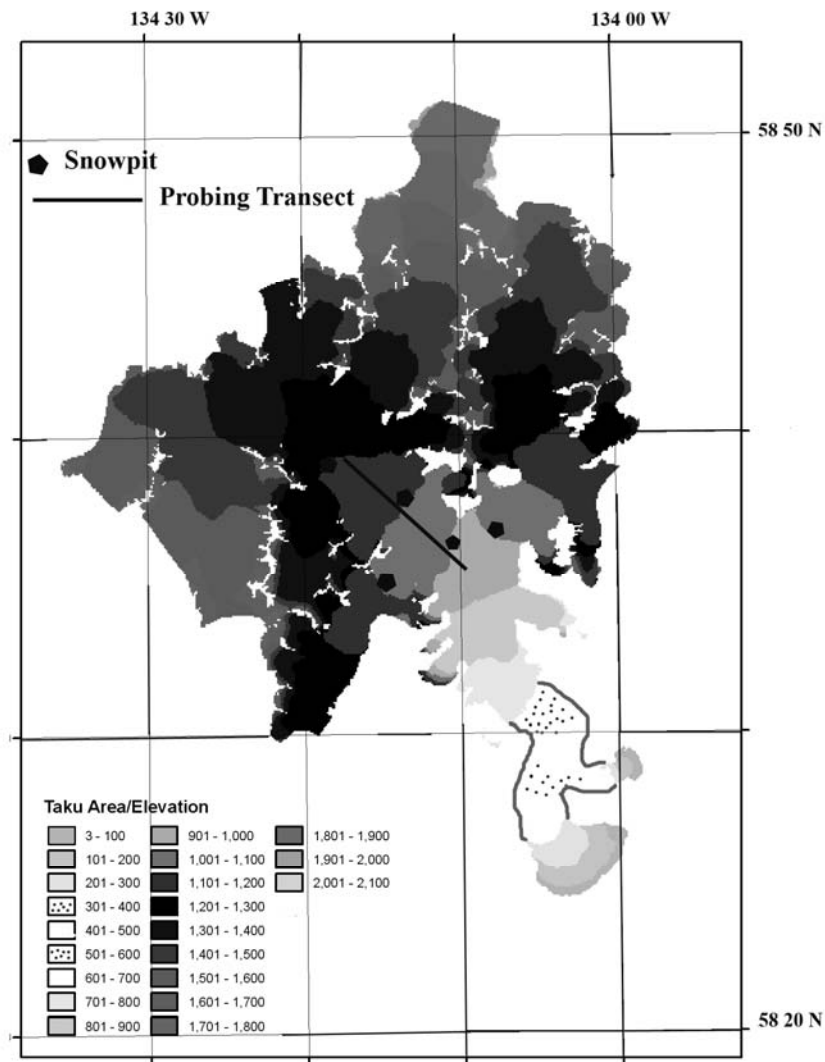 134 30 W
134 00 W
58 50 N
Snowpit
Probing Transect
Taku Area/Elevation
3 - 100
101 - 200
201 - 300
301 - 400
401 - 500
501 - 600
601 - 700
701 - 800
801 - 900
901 - 1,000
1,001 - 1,100
1,101 - 1,200
1,201 - 1,300
1,301 - 1,400
1,401 - 1,500
1,501 - 1,600
1,601 - 1,700
1,701 - 1,800
1,801 - 1,900
1,901 - 2,000
2,001 - 2,100
58 20 N